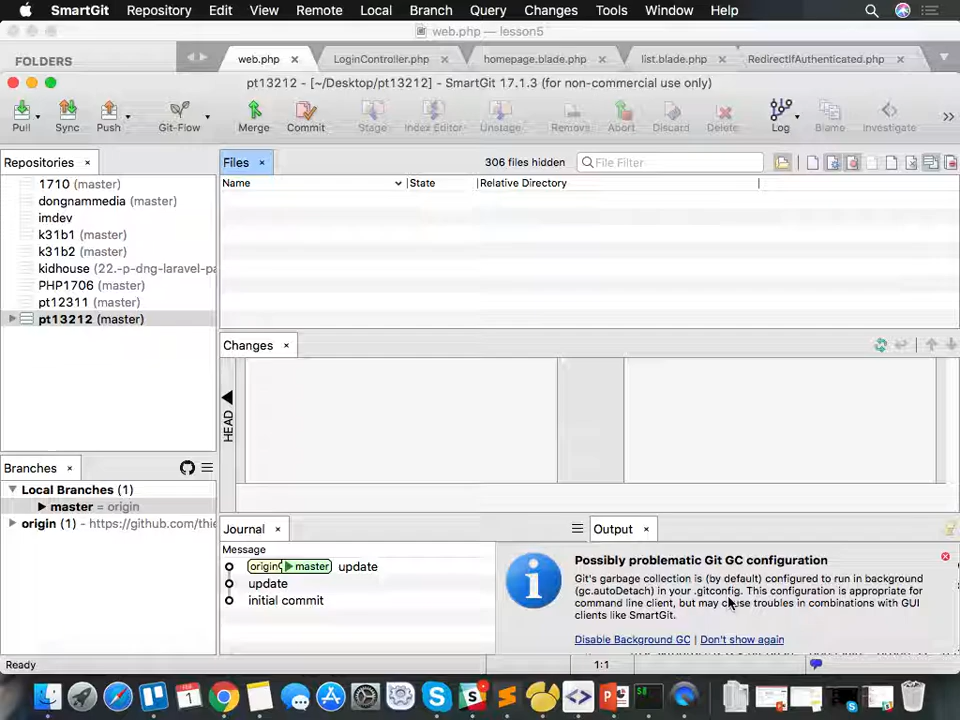 SmartGit Repository Edit View Remote Local Branch Query Changes Tools Window Help
web.php — lesson5
FOLDERS
web.php × LoginController.php × homepage.blade.php × list.blade.php × RedirectIfAuthenticated.php ×
pt13212 - [~/Desktop/pt13212] - SmartGit 17.1.3 (for non-commercial use only)
Pull Sync Push Git-Flow Merge Commit Stage Index Editor Unstage Remove Abort Discard Delete Log Blame Investigate
Repositories ×
1710 (master)
dongnammedia (master)
imdev
k31b1 (master)
k31b2 (master)
kidhouse (22.-p-dng-laravel-pa
PHP1706 (master)
pt12311 (master)
pt13212 (master)
Files × 306 files hidden File Filter
Name State Relative Directory
Changes ×
HEAD
Branches ×
Local Branches (1)
master = origin
origin (1) - https://github.com/thie
Journal ×
Message
origin master update
update
initial commit
Output ×
Possibly problematic Git GC configuration
Git's garbage collection is (by default) configured to run in background
(gc.autoDetach) in your .gitconfig. This configuration is appropriate for
command line client, but may cause troubles in combinations with GUI
clients like SmartGit.
Disable Background GC | Don't show again
Ready 1:1